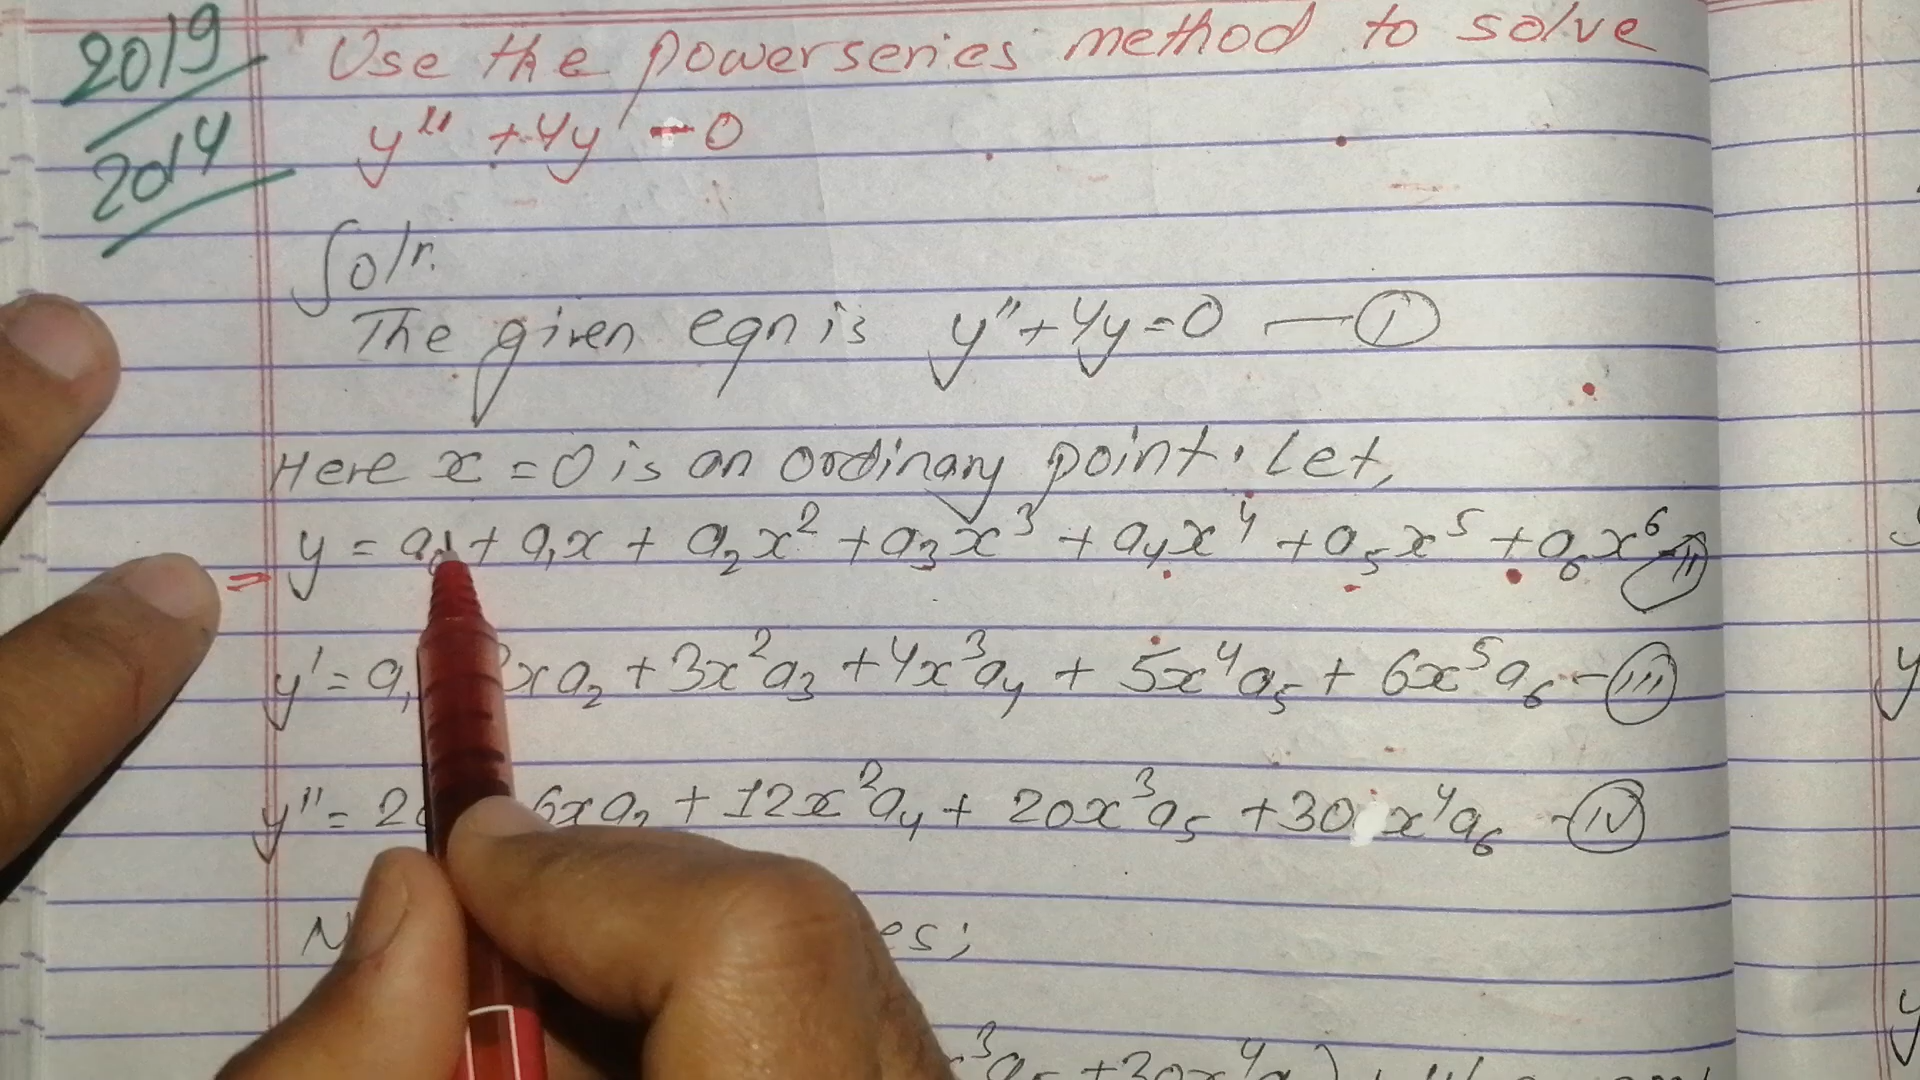 2019
2014
Use the powerseries method to solve
y" + 4y = 0
Soln.
The given eqn is y" + 4y = 0 — (i)
Here x = 0 is an ordinary point. Let,
y = a + a₁x + a₂x² + a₃x³ + a₄x⁴ + a₅x⁵ + a₆x⁶ – (ii)
y' = a₁ xa₂ + 3x²a₃ + 4x³a₄ + 5x⁴a₅ + 6x⁵a₆ – (iii)
y" = 2 6xa₃ + 12x²a₄ + 20x³a₅ + 30x⁴a₆ – (iv)